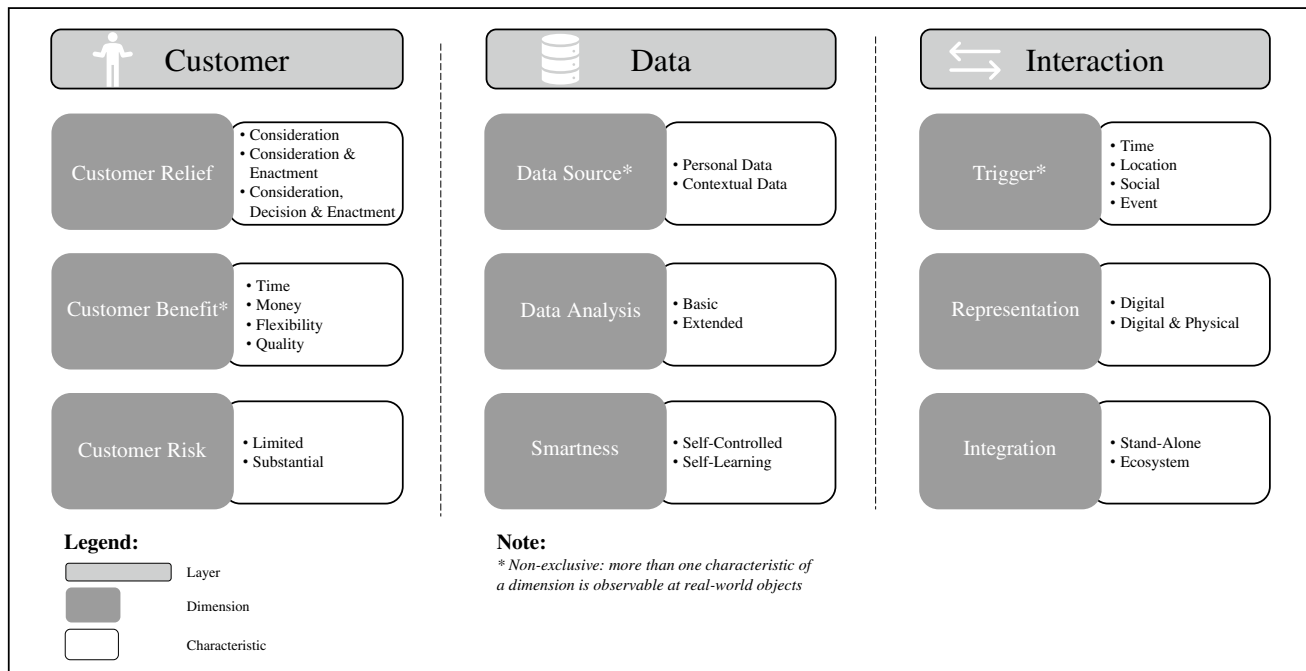 Customer
Customer Relief
• Consideration
• Consideration &
Enactment
• Consideration,
Decision & Enactment
Customer Benefit*
• Time
• Money
• Flexibility
• Quality
Customer Risk
• Limited
• Substantial
Data
Data Source*
• Personal Data
• Contextual Data
Data Analysis
• Basic
• Extended
Smartness
• Self-Controlled
• Self-Learning
Interaction
Trigger*
• Time
• Location
• Social
• Event
Representation
• Digital
• Digital & Physical
Integration
• Stand-Alone
• Ecosystem
Legend:
Layer
Dimension
Characteristic
Note:
* Non-exclusive: more than one characteristic of
a dimension is observable at real-world objects